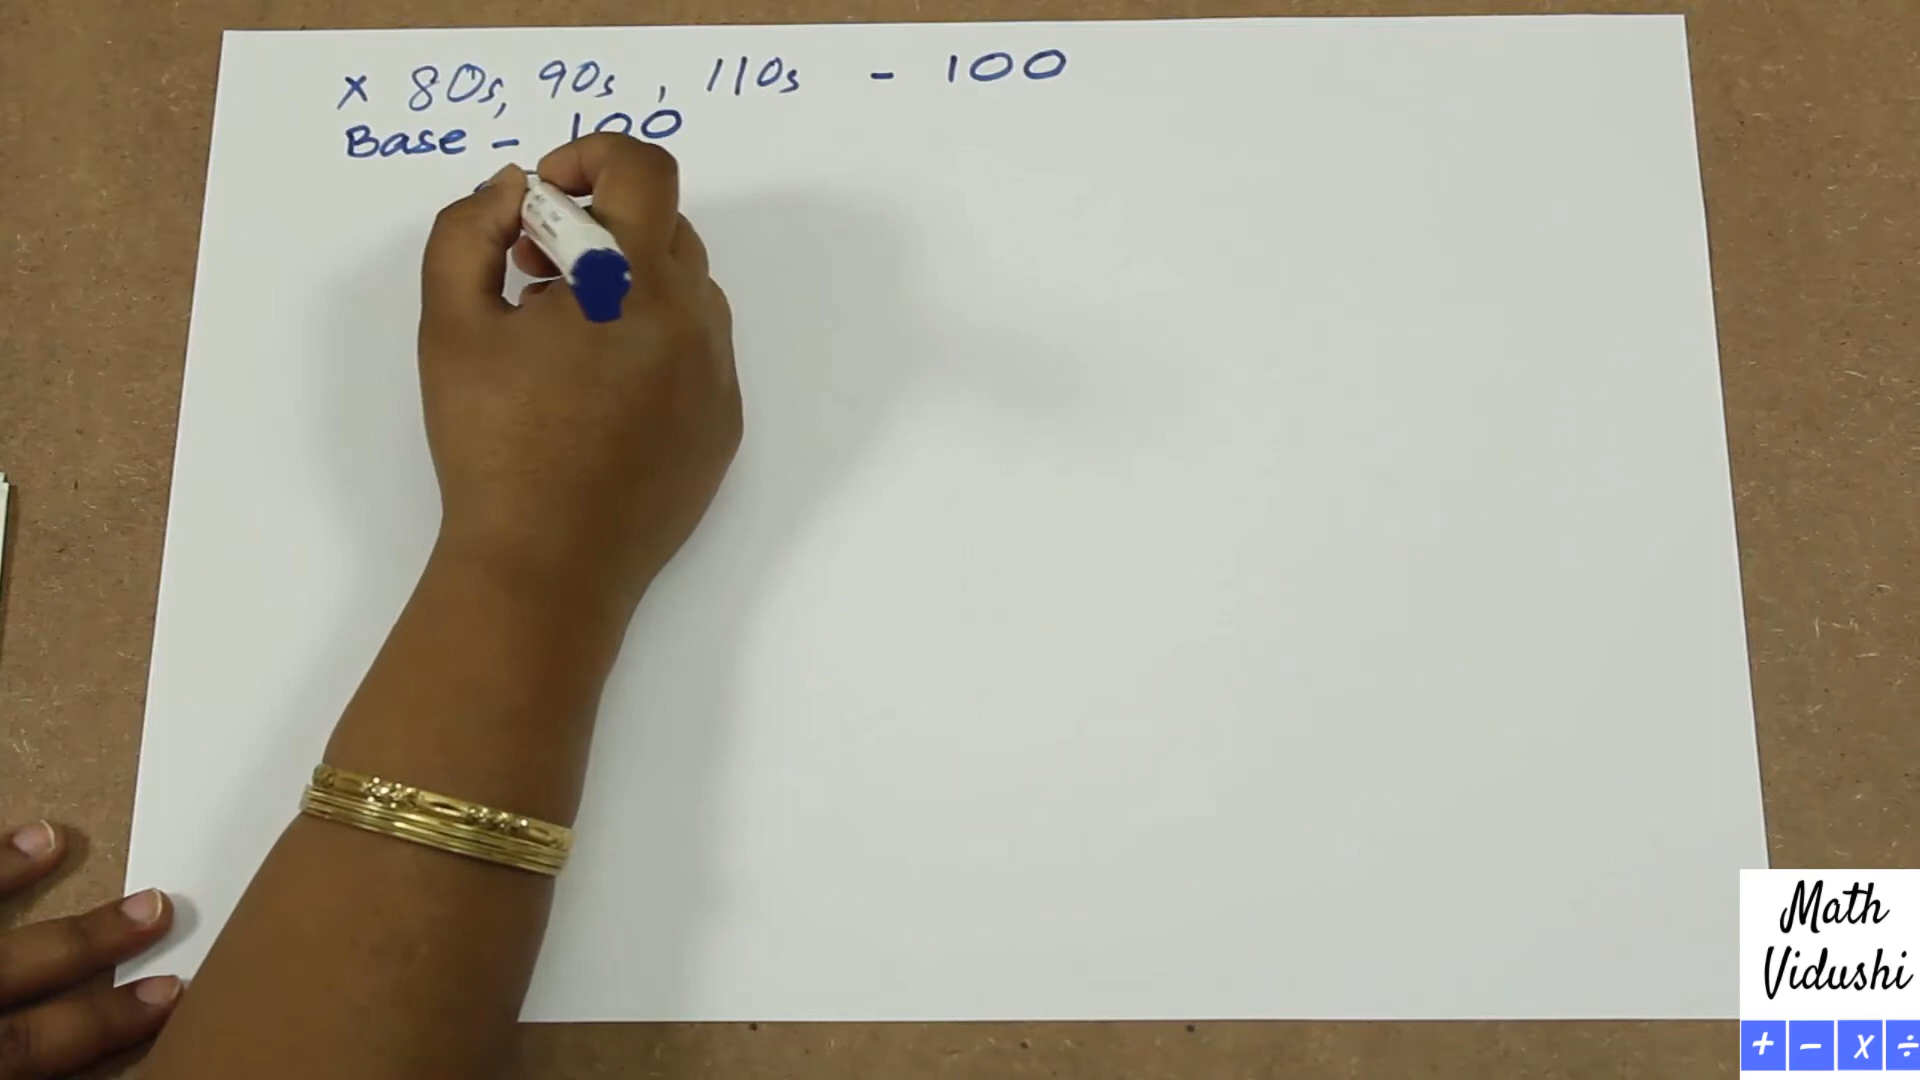 × 80s, 90s, 110s - 100
Base - 100
Math
Vidushi
+ - x ÷